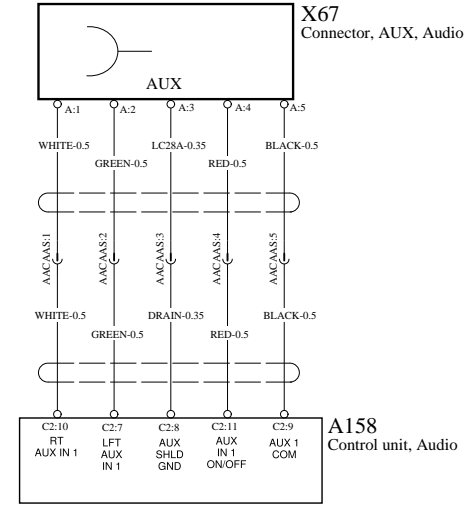 X67
Connector, AUX, Audio
AUX
A:1 A:2 A:3 A:4 A:5
WHITE-0.5 LC28A-0.35 BLACK-0.5
GREEN-0.5 RED-0.5
AACAAS:1 AACAAS:2 AACAAS:3 AACAAS:4 AACAAS:5
WHITE-0.5 DRAIN-0.35 BLACK-0.5
GREEN-0.5 RED-0.5
A158
Control unit, Audio
C2:10 C2:7 C2:8 C2:11 C2:9
RT
AUX IN 1
LFT
AUX
IN 1
AUX
SHLD
GND
AUX
IN 1
ON/OFF
AUX 1
COM